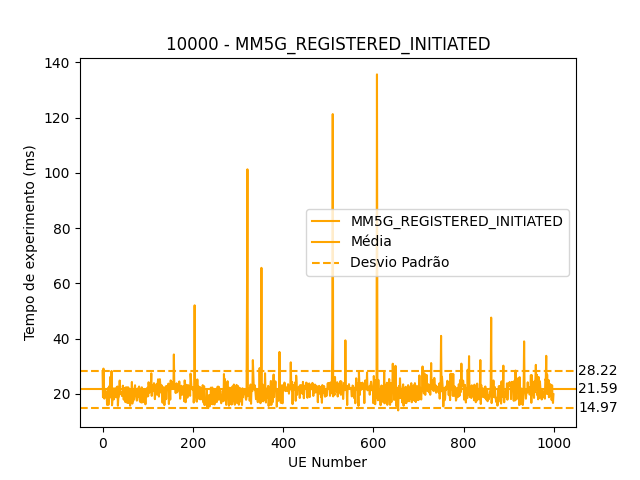 10000 - MM5G_REGISTERED_INITIATED
Tempo de experimento (ms)
140
120
100
80
60
40
20
MM5G_REGISTERED_INITIATED
Média
Desvio Padrão
28.22
21.59
14.97
0
200
400
600
800
1000
UE Number